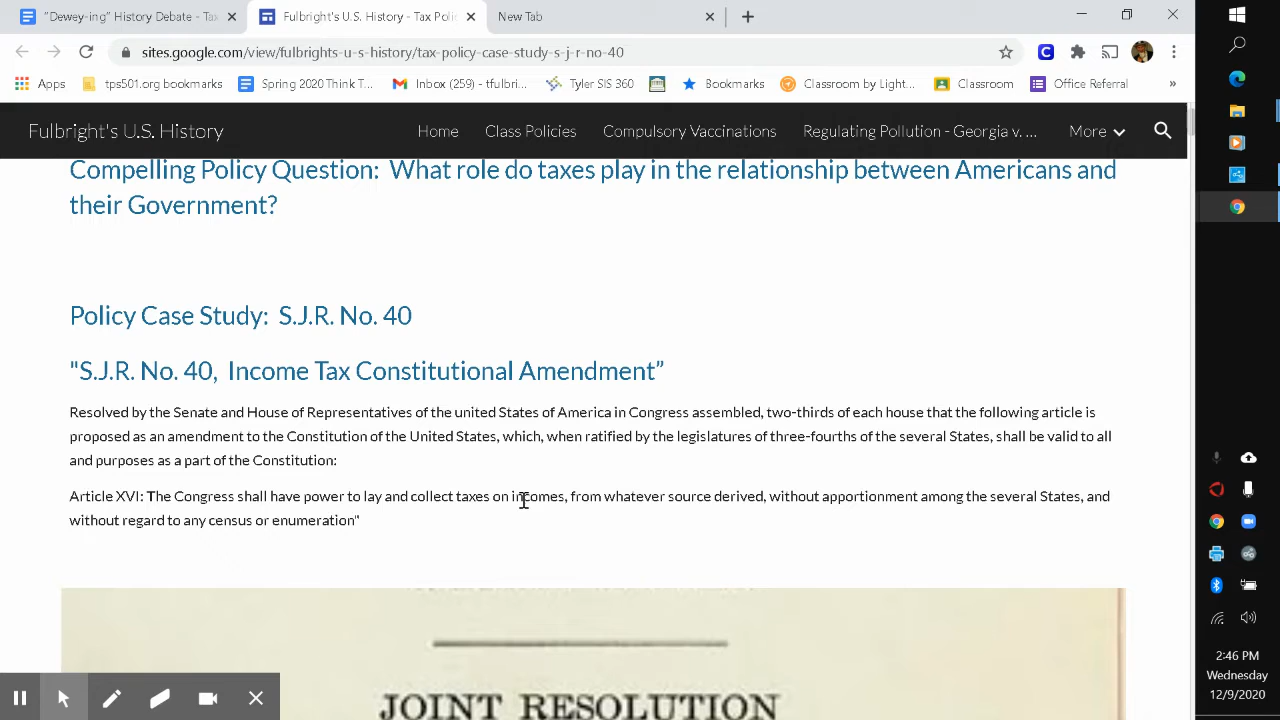 "Dewey-ing" History Debate - Tax
Fulbright's U.S. History - Tax Polic
New Tab
sites.google.com/view/fulbrights-u-s-history/tax-policy-case-study-s-j-r-no-40
Apps
tps501.org bookmarks
Spring 2020 Think T...
Inbox (259) - tfulbri...
Tyler SIS 360
Bookmarks
Classroom by Light...
Classroom
Office Referral
»
Fulbright's U.S. History
Home
Class Policies
Compulsory Vaccinations
Regulating Pollution - Georgia v. ...
More
Compelling Policy Question: What role do taxes play in the relationship between Americans and
their Government?
Policy Case Study: S.J.R. No. 40
"S.J.R. No. 40, Income Tax Constitutional Amendment”
Resolved by the Senate and House of Representatives of the united States of America in Congress assembled, two-thirds of each house that the following article is
proposed as an amendment to the Constitution of the United States, which, when ratified by the legislatures of three-fourths of the several States, shall be valid to all
and purposes as a part of the Constitution:
Article XVI: The Congress shall have power to lay and collect taxes on incomes, from whatever source derived, without apportionment among the several States, and
without regard to any census or enumeration"
JOINT RESOLUTION
2:46 PM
Wednesday
12/9/2020